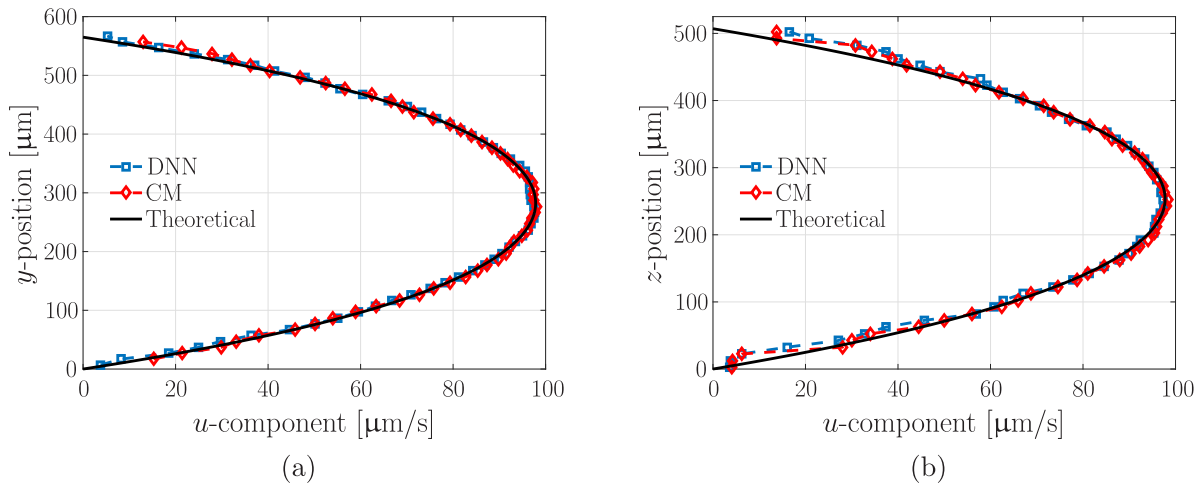 600
500
400
300
200
100
0
y-position [μm]
DNN
CM
Theoretical
0 20 40 60 80 100
u-component [μm/s]
(a)
500
400
300
200
100
0
z-position [μm]
DNN
CM
Theoretical
0 20 40 60 80 100
u-component [μm/s]
(b)